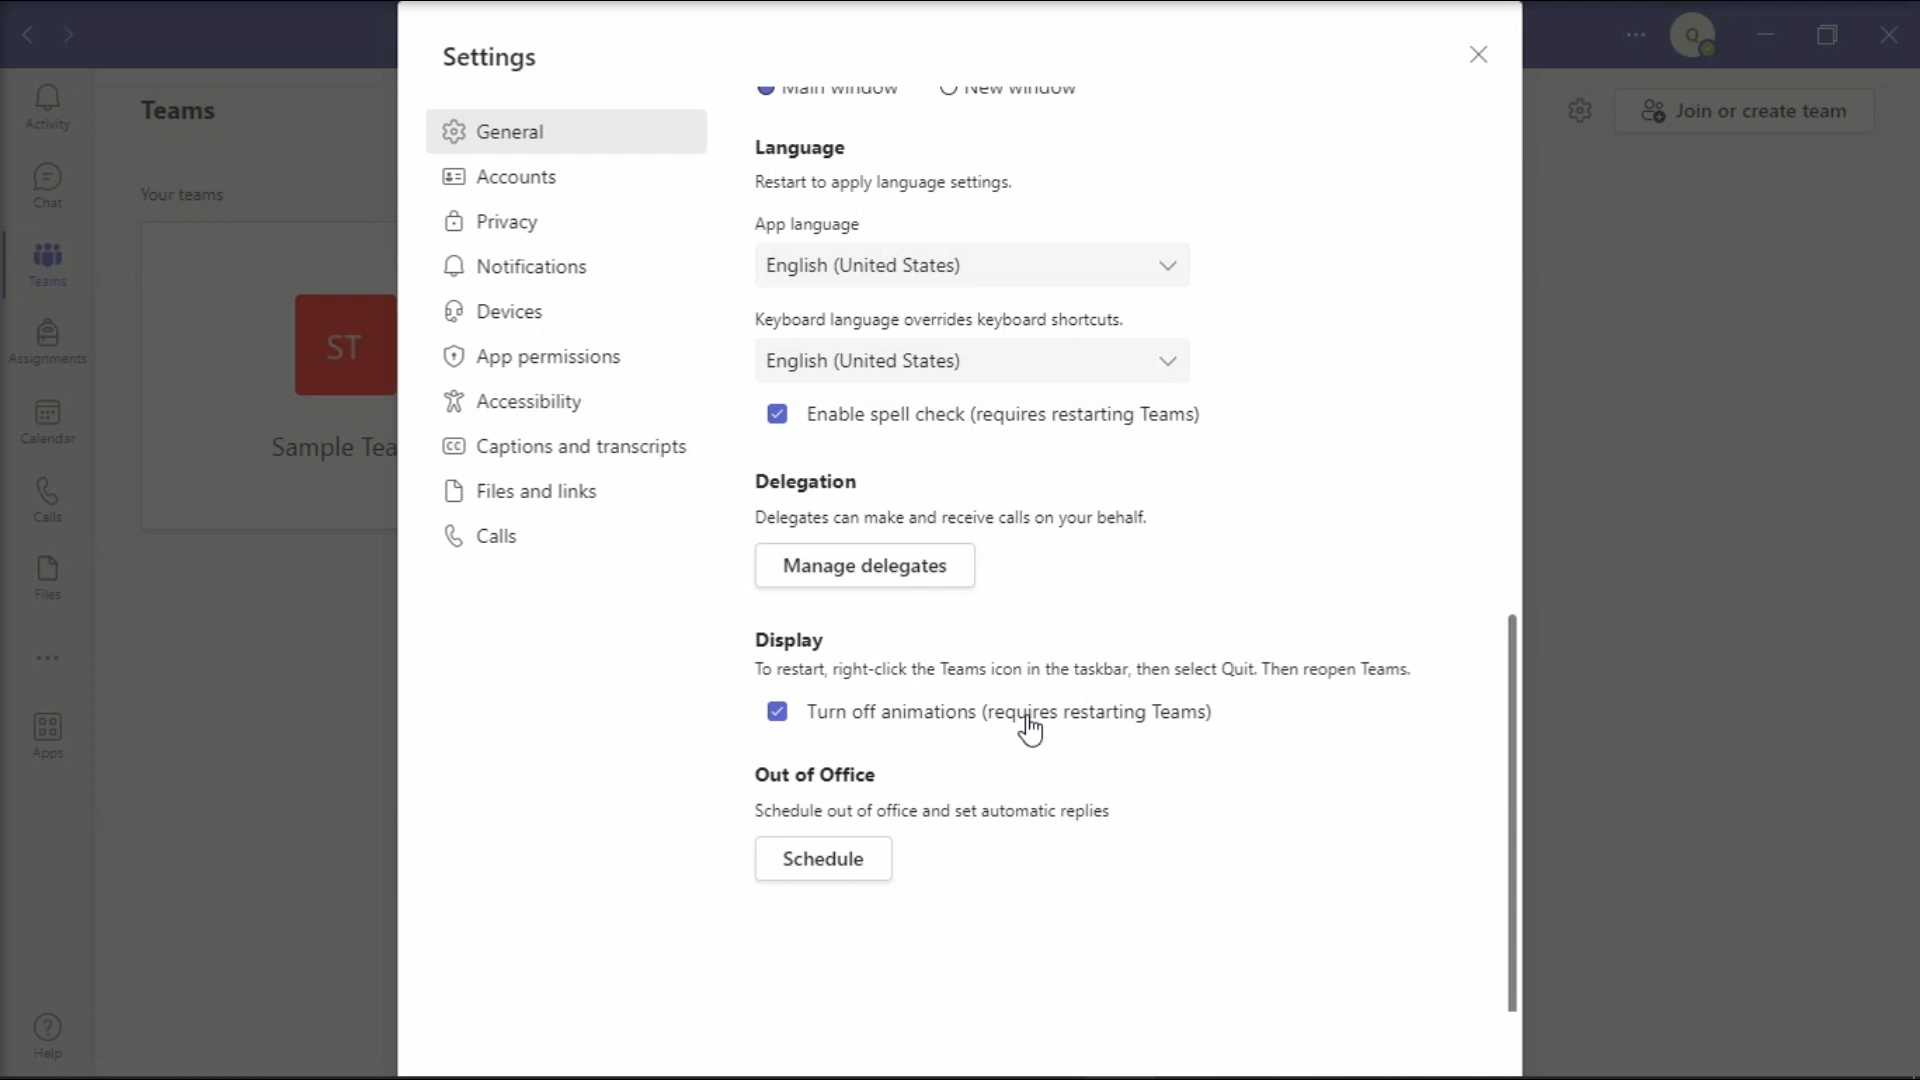 Q
Settings
Main window
New window
Teams
Join or create team
Activity
General
Language
Accounts
Restart to apply language settings.
Chat
Your teams
Privacy
App language
Notifications
English (United States)
Teams
Devices
Keyboard language overrides keyboard shortcuts.
ST
Assignments
App permissions
English (United States)
Accessibility
Enable spell check (requires restarting Teams)
Calendar
Sample Tea
Captions and transcripts
Files and links
Delegation
Calls
Delegates can make and receive calls on your behalf.
Calls
Manage delegates
Files
Display
To restart, right-click the Teams icon in the taskbar, then select Quit. Then reopen Teams.
Turn off animations (requires restarting Teams)
Apps
Out of Office
Schedule out of office and set automatic replies
Schedule
Help